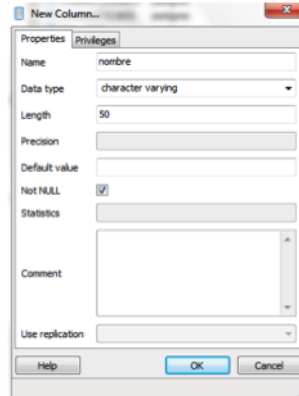 New Column...
Properties Privileges
Name nombre
Data type character varying
Length 50
Precision
Default value
Not NULL
Statistics
Comment
Use replication
Help OK Cancel